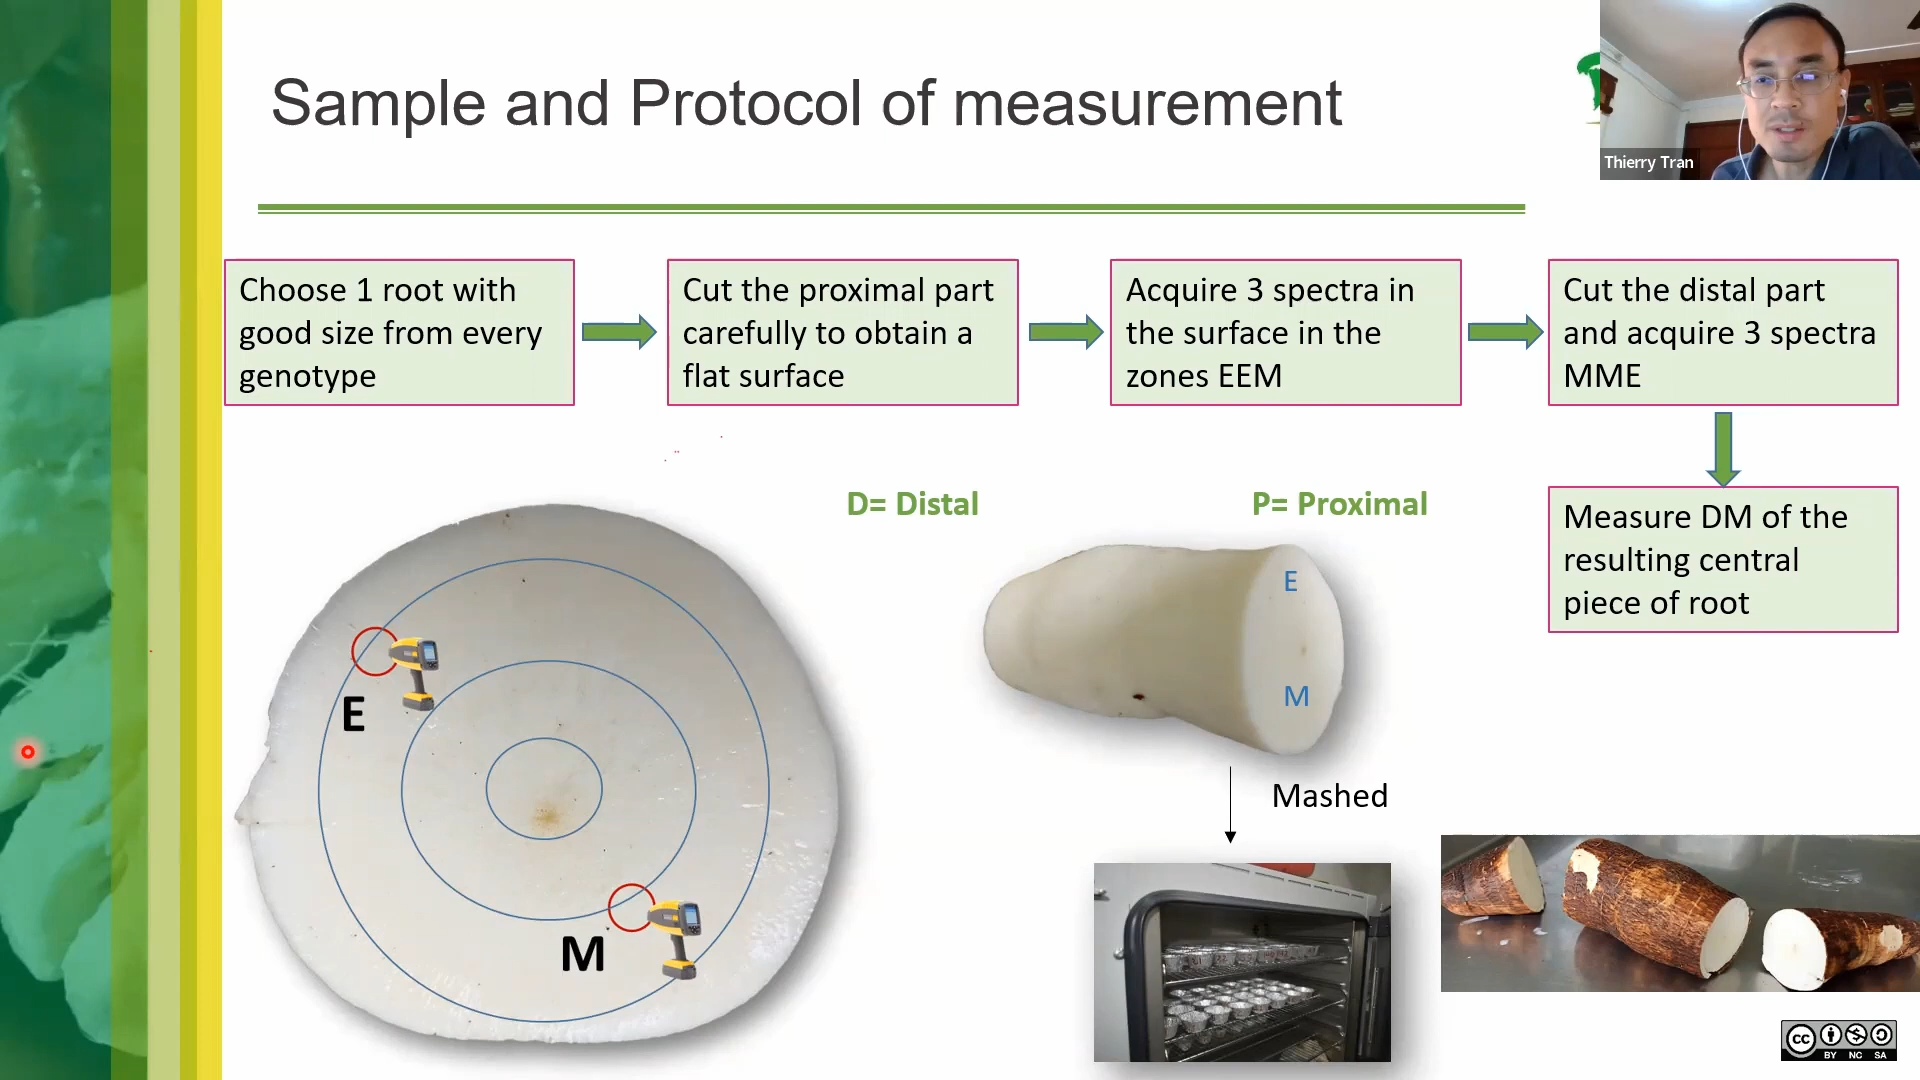 Sample and Protocol of measurement
Thierry Tran
Choose 1 root with
good size from every
genotype
Cut the proximal part
carefully to obtain a
flat surface
Acquire 3 spectra in
the surface in the
zones EEM
Cut the distal part
and acquire 3 spectra
MME
Measure DM of the
resulting central
piece of root
D= Distal
P= Proximal
E
M
E
M
Mashed
cc
BY NC SA